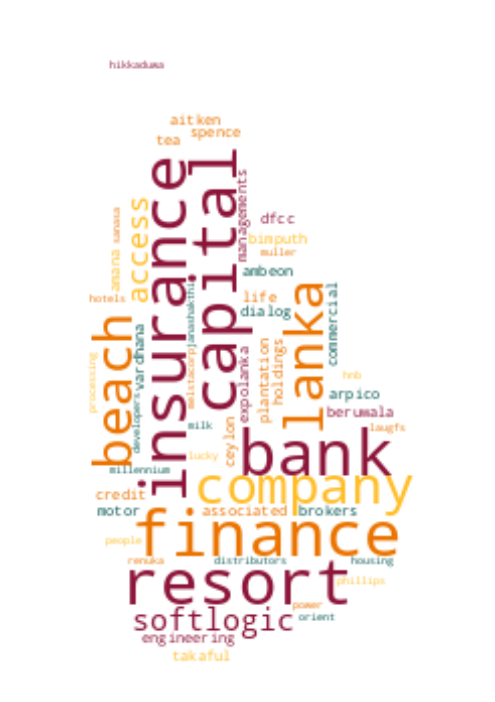 hikkaduwa
aitken
spence
tea
insurance
capital
managements
sanasa
access
amana
dfcc
bimputh
muller
ambeon
hotels
life
dialog
janashakthi
lanka
commercial
beach
vardhana
melstacorp
expolanka
plantation
holdings
processing
developers
hnb
arpico
beruwala
milk
ceylon
laugfs
bank
lucky
millennium
company
credit
motor
associated
brokers
finance
people
renuka
distributors
housing
resort
phillips
power
softlogic
orient
engineering
takaful